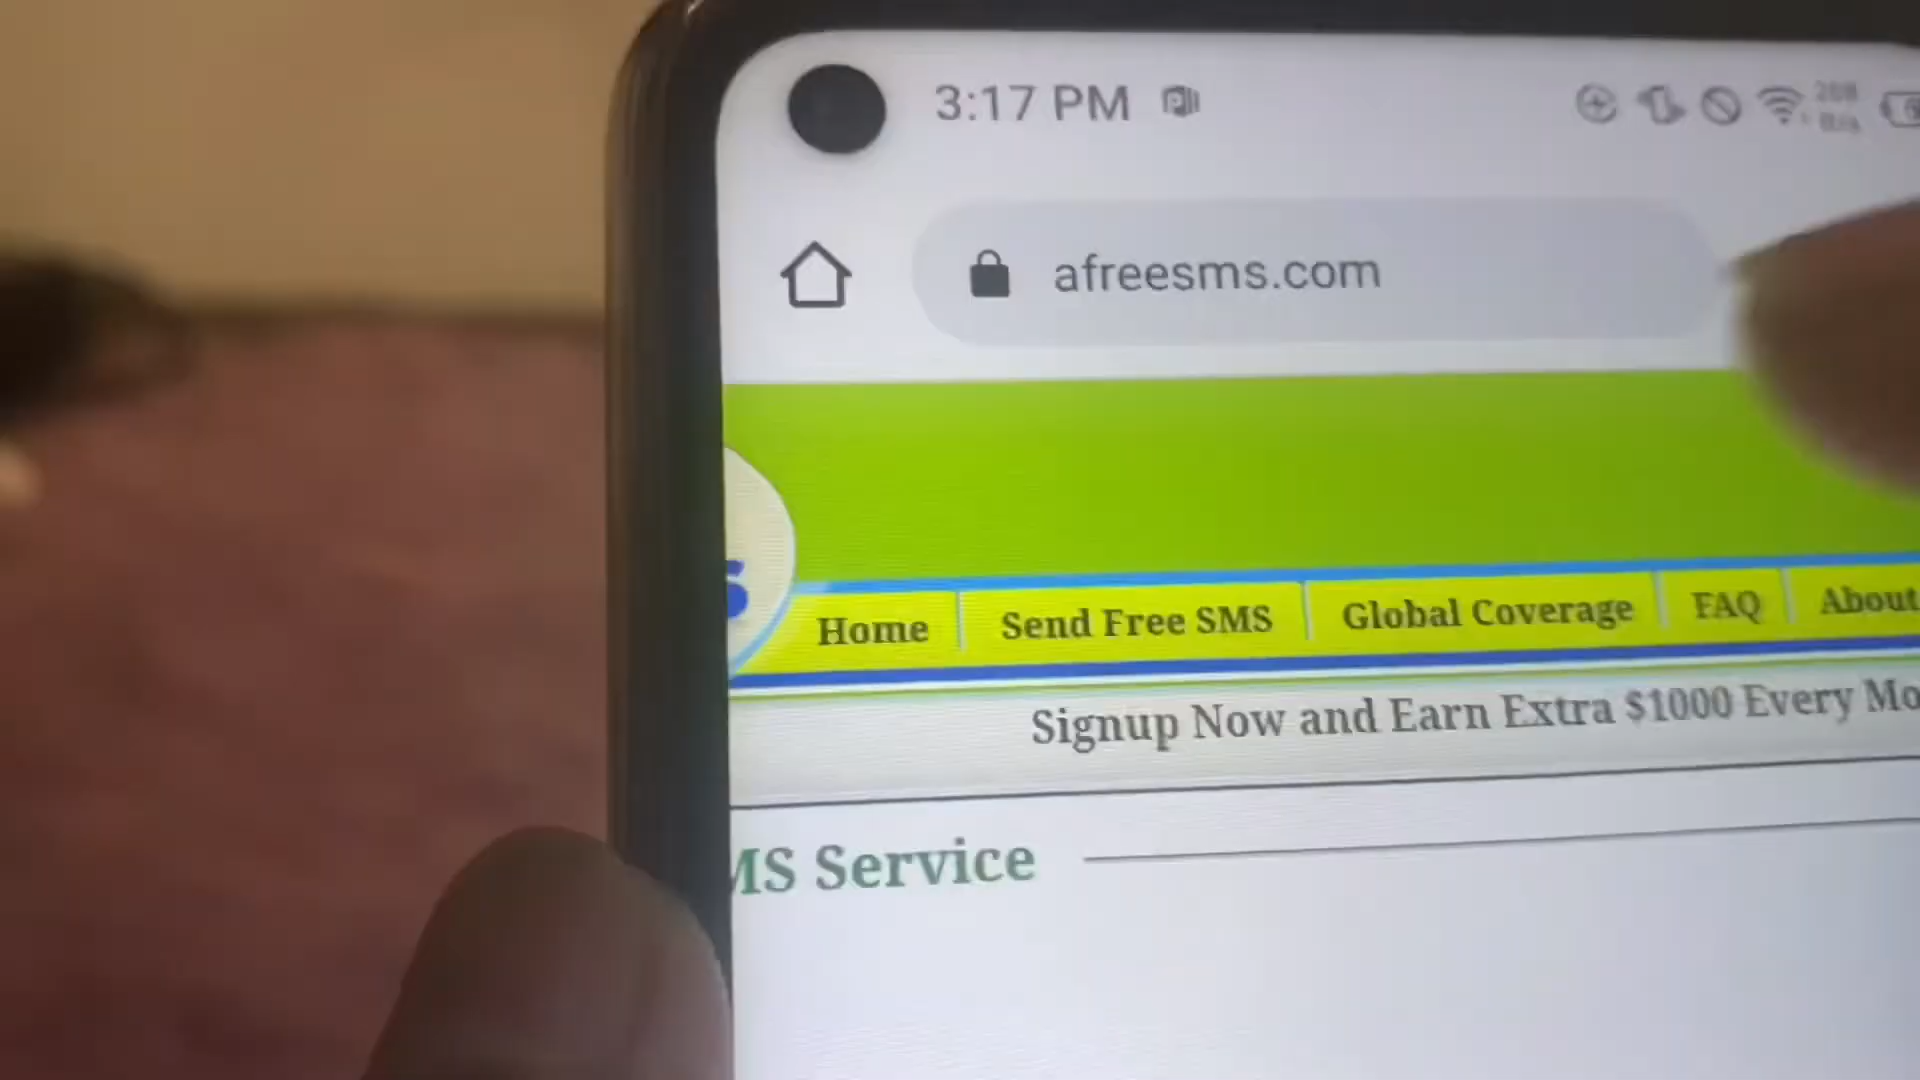 3:17 PM
afreesms.com
Home Send Free SMS Global Coverage FAQ About
Signup Now and Earn Extra $1000 Every Mo
MS Service